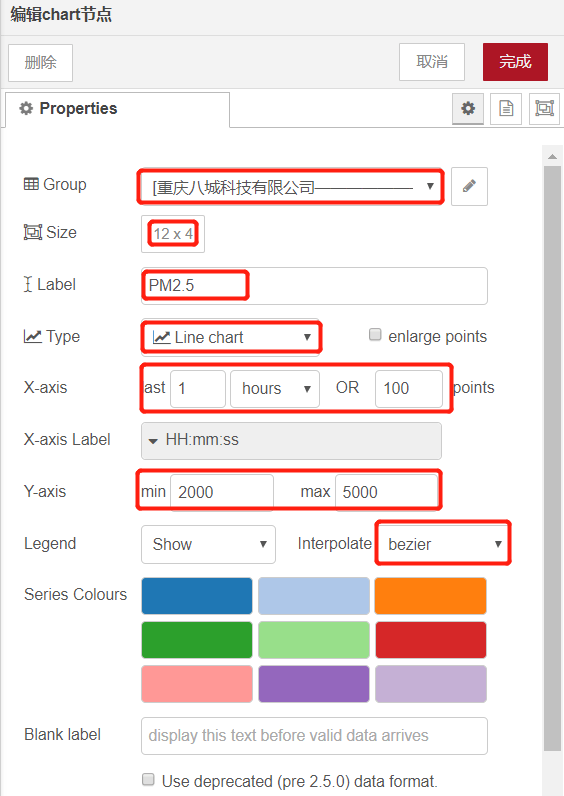 编辑chart节点
删除
取消
完成
Properties
Group
[重庆八城科技有限公司——————
Size
12 x 4
Label
PM2.5
Type
Line chart
enlarge points
X-axis
last 1 hours OR 100 points
X-axis Label
HH:mm:ss
Y-axis
min 2000 max 5000
Legend
Show
Interpolate
bezier
Series Colours
Blank label
display this text before valid data arrives
Use deprecated (pre 2.5.0) data format.